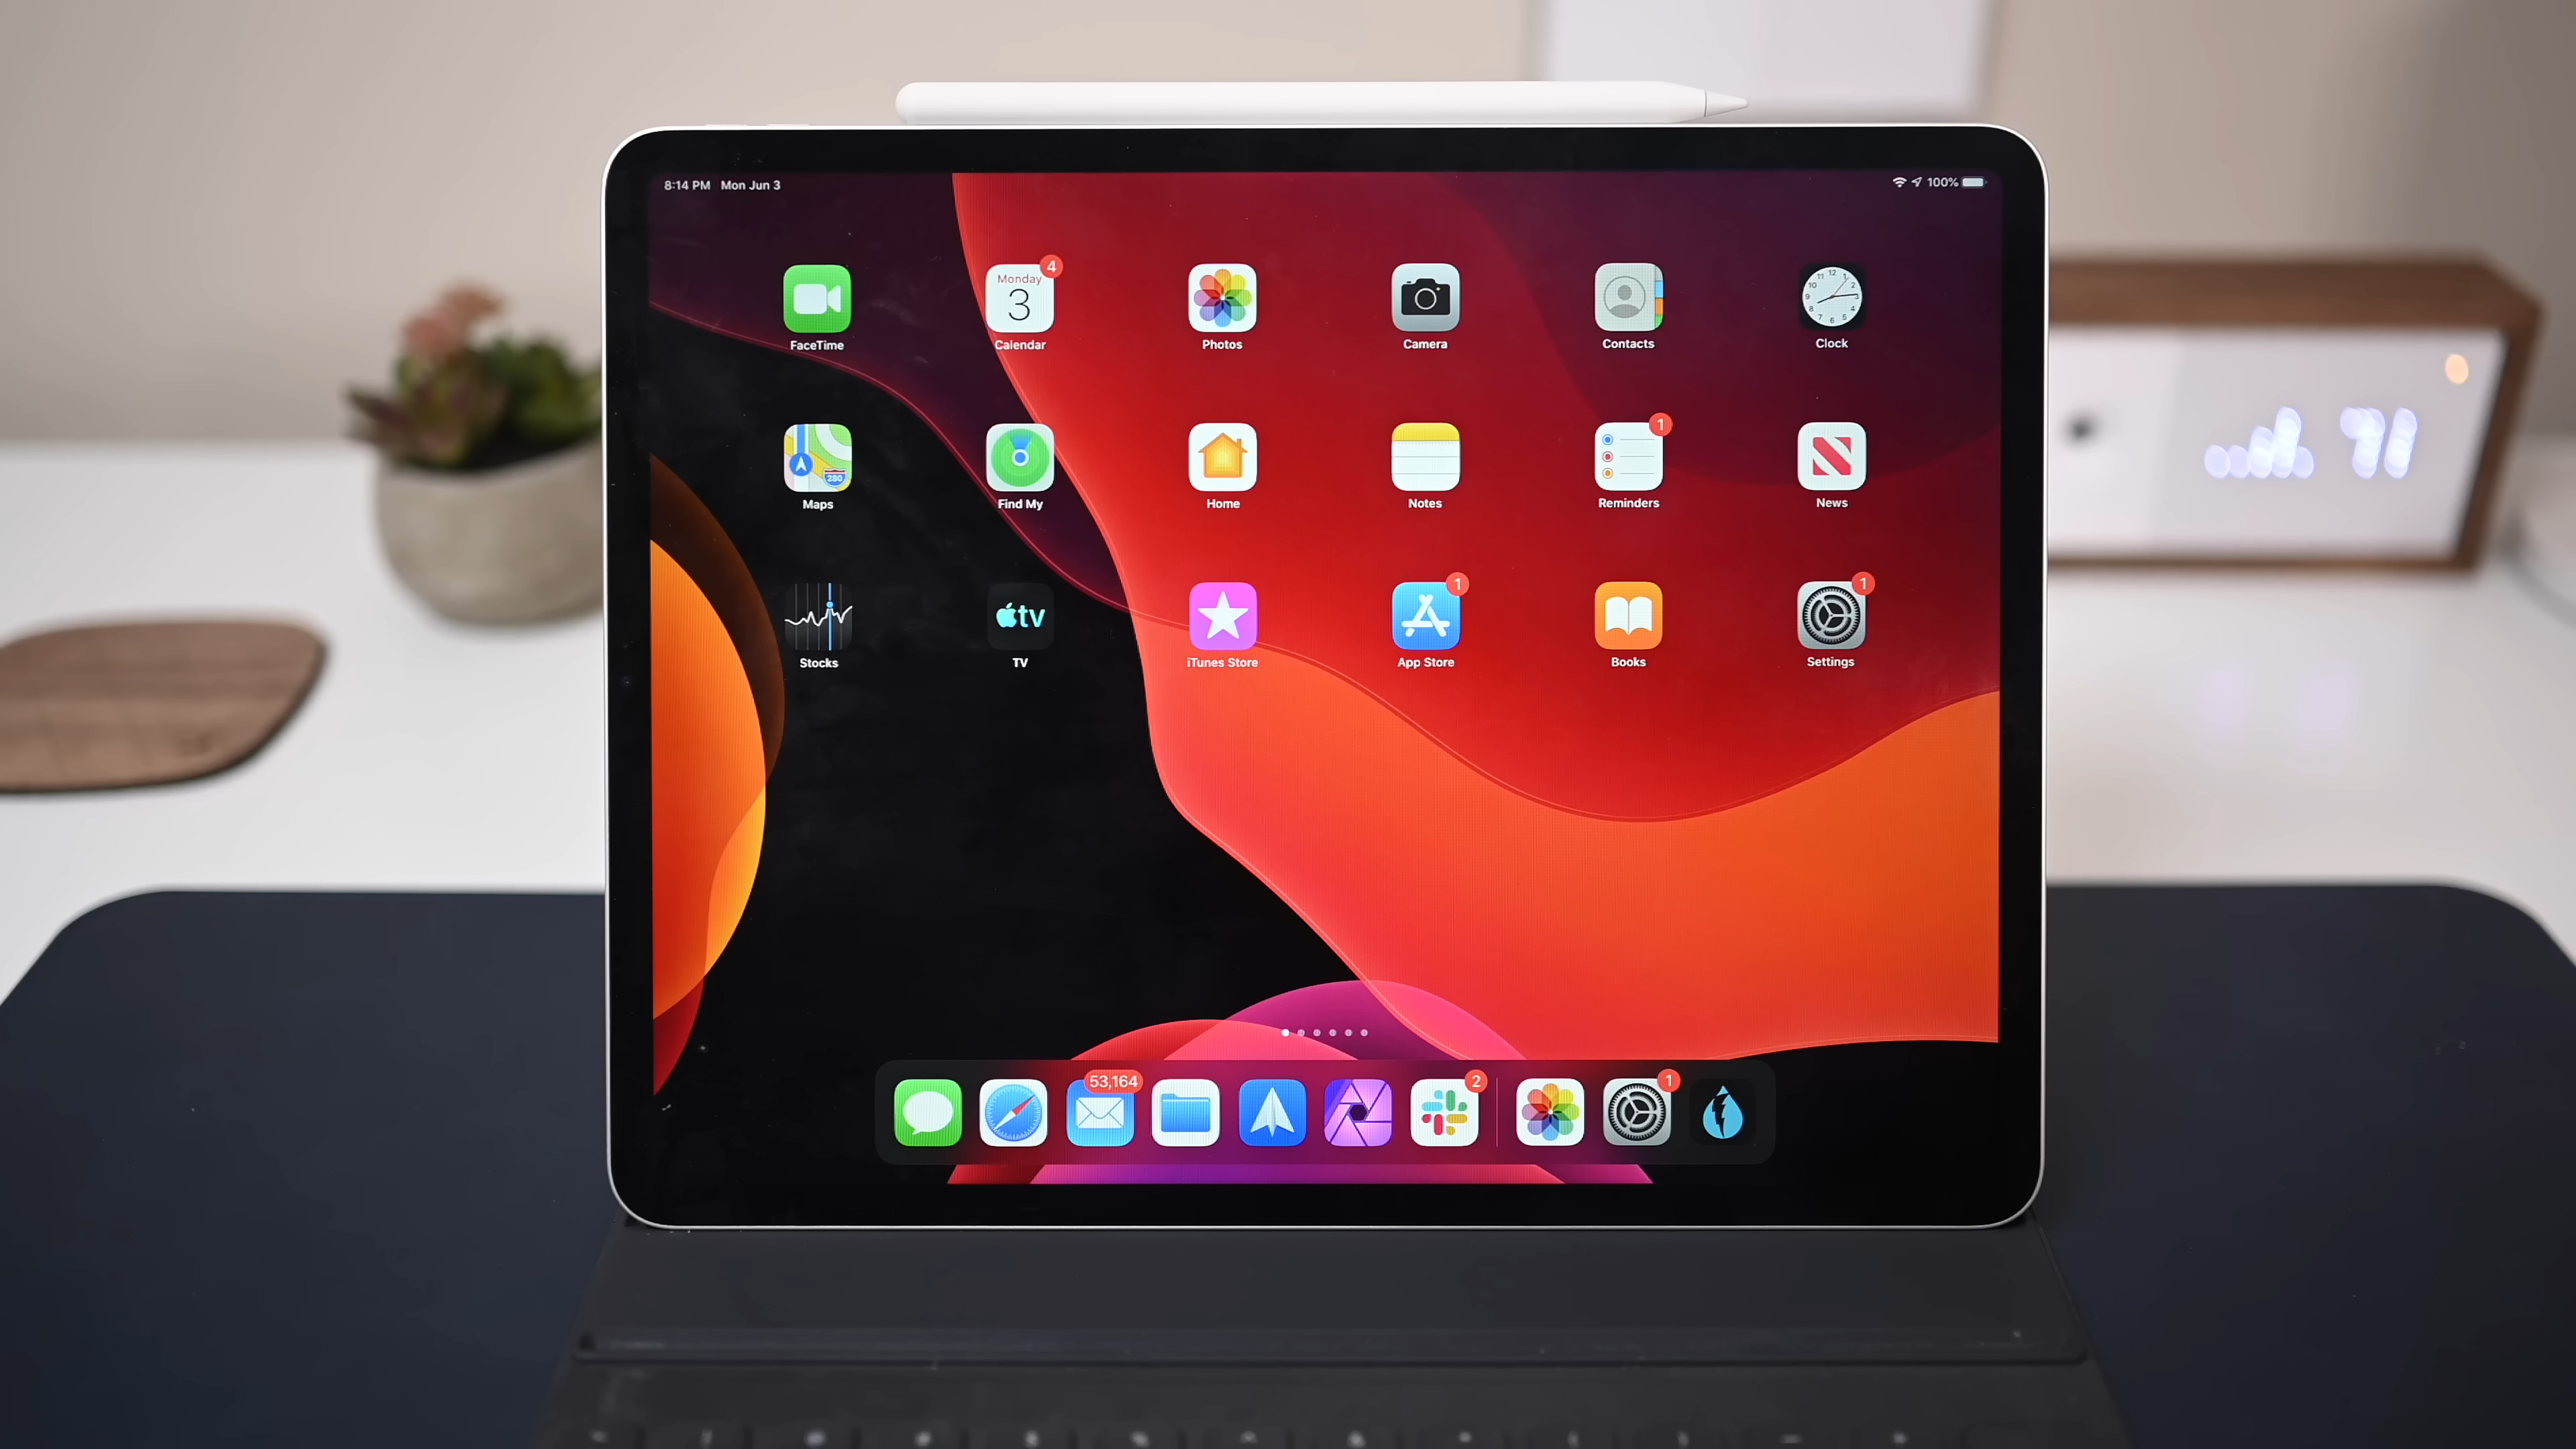 8:14 PM Mon Jun 3
100%
4
Monday
3
FaceTime
Calendar
Photos
Camera
Contacts
Clock
1
280
Maps
Find My
Home
Notes
Reminders
News
1
1
tv
Stocks
TV
iTunes Store
App Store
Books
Settings
53,164
2
1